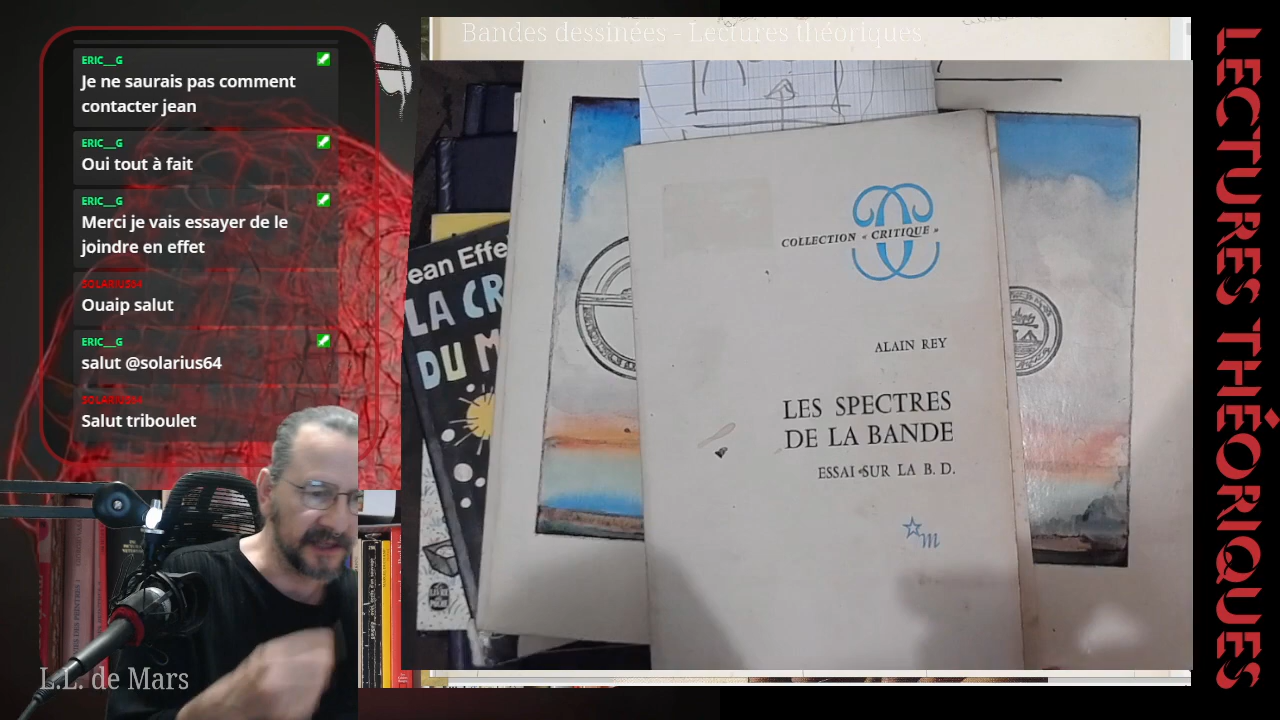 Bandes dessinées - Lectures théoriques
ERIC__G
Je ne saurais pas comment
contacter jean
ERIC__G
Oui tout à fait
ERIC__G
Merci je vais essayer de le
joindre en effet
SOLARIUS64
Ouaip salut
ERIC__G
salut @solarius64
SOLARIUS64
Salut triboulet
L.L. de Mars
ean Effe
LA CR
DU M
COLLECTION « CRITIQUE »
ALAIN REY
LES SPECTRES
DE LA BANDE
ESSAI SUR LA B. D.
m
LECTURES THÉORIQUES